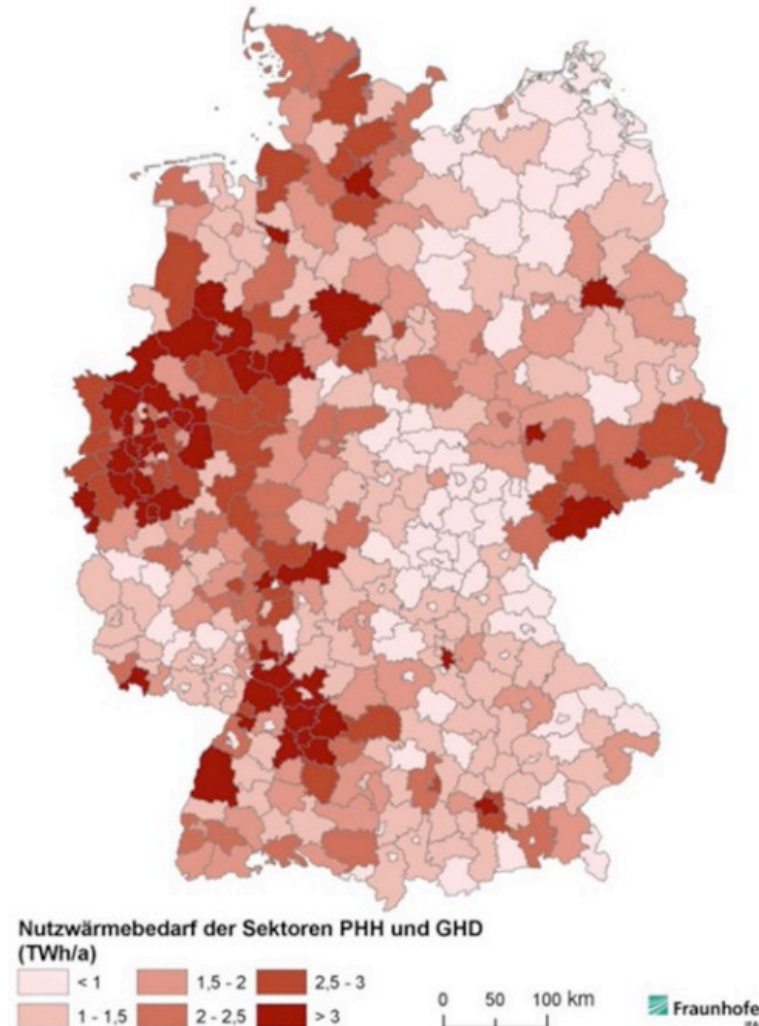 Nutzwärmebedarf der Sektoren PHH und GHD
(TWh/a)
< 1 1,5 - 2 2,5 - 3
1 - 1,5 2 - 2,5 > 3
0 50 100 km
Fraunhofer